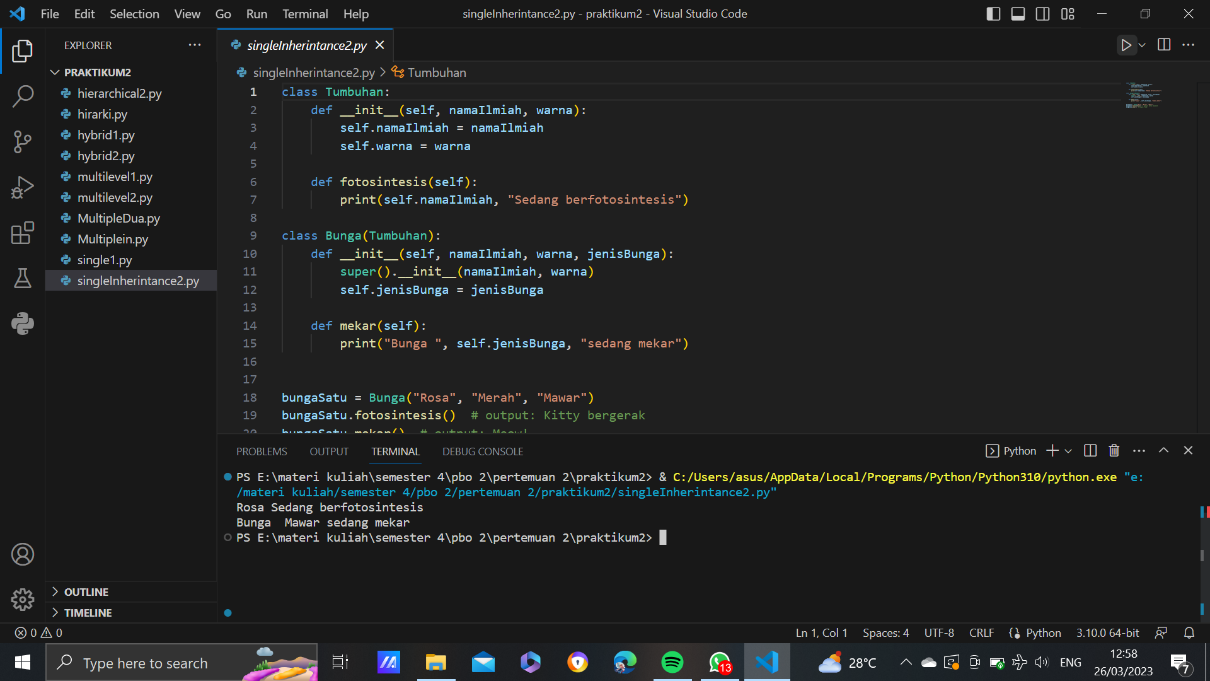 File Edit Selection View Go Run Terminal Help
singleInherintance2.py - praktikum2 - Visual Studio Code
EXPLORER
PRAKTIKUM2
hierarchical2.py
hirarki.py
hybrid1.py
hybrid2.py
multilevel1.py
multilevel2.py
MultipleDua.py
Multiplein.py
single1.py
singleInherintance2.py
OUTLINE
TIMELINE
singleInherintance2.py
singleInherintance2.py > Tumbuhan
1 class Tumbuhan:
2 def __init__(self, namaIlmiah, warna):
3 self.namaIlmiah = namaIlmiah
4 self.warna = warna
5
6 def fotosintesis(self):
7 print(self.namaIlmiah, "Sedang berfotosintesis")
8
9 class Bunga(Tumbuhan):
10 def __init__(self, namaIlmiah, warna, jenisBunga):
11 super().__init__(namaIlmiah, warna)
12 self.jenisBunga = jenisBunga
13
14 def mekar(self):
15 print("Bunga ", self.jenisBunga, "sedang mekar")
16
17
18 bungaSatu = Bunga("Rosa", "Merah", "Mawar")
19 bungaSatu.fotosintesis() # output: Kitty bergerak
20 bungaSatu.mekar() # output: Meow!
PROBLEMS OUTPUT TERMINAL DEBUG CONSOLE
Python
PS E:\materi kuliah\semester 4\pbo 2\pertemuan 2\praktikum2> & C:/Users/asus/AppData/Local/Programs/Python/Python310/python.exe "e:
/materi kuliah/semester 4/pbo 2/pertemuan 2/praktikum2/singleInherintance2.py"
Rosa Sedang berfotosintesis
Bunga  Mawar sedang mekar
PS E:\materi kuliah\semester 4\pbo 2\pertemuan 2\praktikum2>
0 0 Ln 1, Col 1 Spaces: 4 UTF-8 CRLF Python 3.10.0 64-bit
Type here to search
13
28°C
ENG
12:58
26/03/2023
7